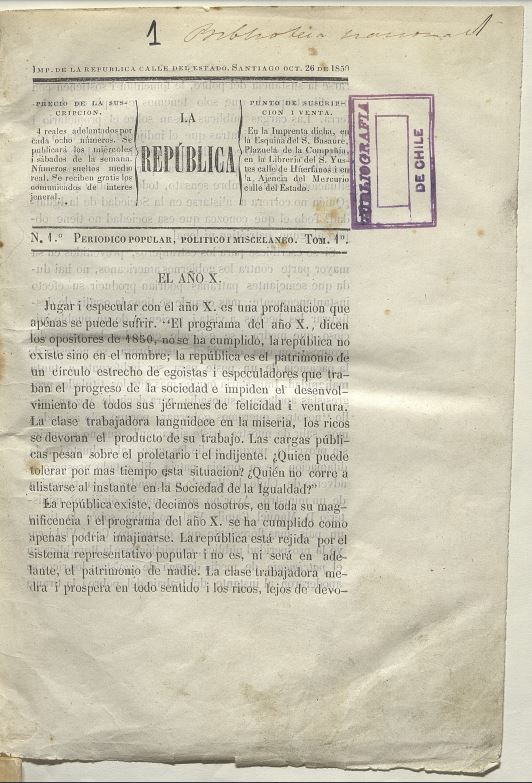 1 Biblioteca nacional
IMP. DE LA REPUBLICA CALLE DEL ESTADO. SANTIAGO OCT. 26 DE 1850
PRECIO DE LA SUS-
CRIPCION.
4 reales adelantados por
cada ocho números. Se
publicará los miercoles
i sábados de la semana.
Números sueltos medio
real. Se reciben gratis los
comunicados de interes
jeneral.
LA
REPÚBLICA
PUNTO DE SUSCRIP-
CION I VENTA.
En la Imprenta dicha, en
la Esquina del S. Basaure,
Plazuela de la Compañia,
en la Libreria del S. Yus-
tes calle de Húerfanos i en
la Ajencia del Mercurio
calle del Estado.
BIBLIOGRAFIA
DE CHILE
N. 1.º PERIODICO POPULAR, POLITICO I MISCELANEO. TOM. 1º.
EL AÑO X.
Jugar i especular con el año X. es una profanacion que
apénas se puede sufrir. "El programa del año X., dicen
los opositores de 1850, no se ha cumplido, la república no
existe sino en el nombre; la república es el patrimonio de
un círculo estrecho de egoistas i especuladores que tra-
ban el progreso de la sociedad e impiden el desenvol-
vimiento de todos sus jérmenes de felicidad i ventura.
La clase trabajadora languidece en la miseria, los ricos
se devoran el producto de su trabajo. Las cargas públi-
cas pesan sobre el proletario i el indijente. ¿Quien puede
tolerar por mas tiempo esta situacion? ¿Quién no corre a
alistarse al instante en la Sociedad de la Igualdad?"
La república existe, decimos nosotros, en toda su mag-
nificencia i el programa del año X. se ha cumplido como
apenas podria imajinarse. La república está rejida por el
sistema representativo popular i no es, ni será en ade-
lante, el patrimonio de nadie. La clase trabajadora me-
dra i prospera en todo sentido i los ricos, lejos de devo-